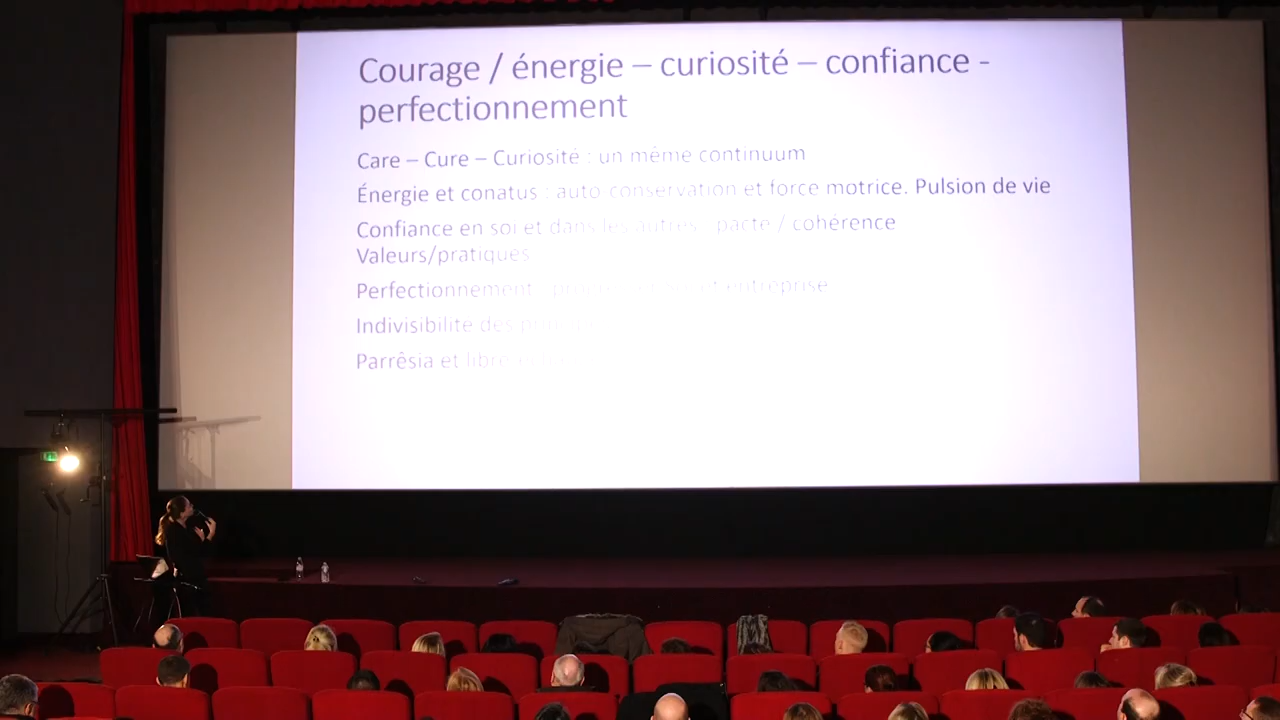 Courage / énergie – curiosité – confiance -
perfectionnement
Care – Cure – Curiosité : un même continuum
Énergie et conatus : auto conservation et force motrice. Pulsion de vie
Confiance en soi et dans les autres : pacte / cohérence
Valeurs/pratiques
Perfectionnement : et entreprise
Indivisibilité des
Parrêsia et libre